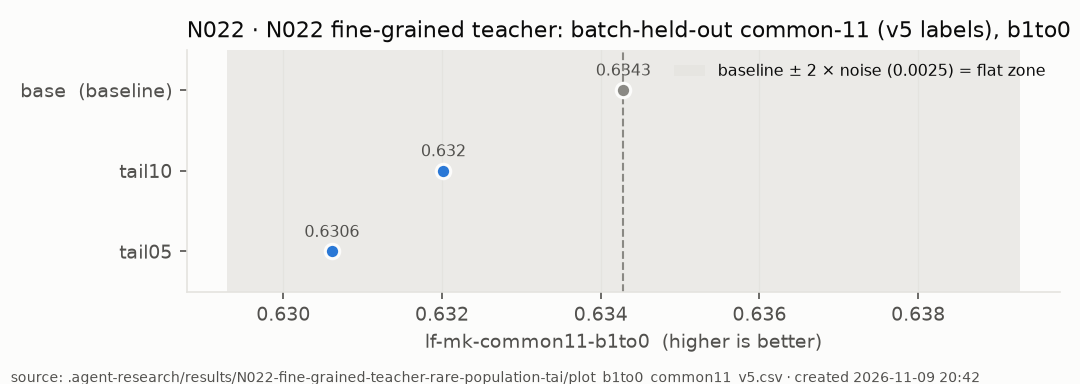 N022 · N022 fine-grained teacher: batch-held-out common-11 (v5 labels), b1to0
0.6343
baseline ± 2 × noise (0.0025) = flat zone
base (baseline)
0.632
tail10
0.6306
tail05
0.630 0.632 0.634 0.636 0.638
lf-mk-common11-b1to0 (higher is better)
source: .agent-research/results/N022-fine-grained-teacher-rare-population-tai/plot_b1to0_common11_v5.csv · created 2026-11-09 20:42